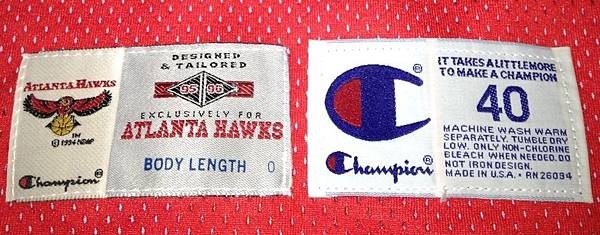 ATLANTA HAWKS
TM
© 1994 NBAP
Champion
DESIGNED
& TAILORED
95 96
EXCLUSIVELY FOR
ATLANTA HAWKS
BODY LENGTH 0
C
Champion
IT TAKES A LITTLE MORE
TO MAKE A CHAMPION
40
MACHINE WASH WARM
SEPARATELY, TUMBLE DRY
LOW. ONLY NON-CHLORINE
BLEACH WHEN NEEDED. DO
NOT IRON DESIGN.
MADE IN U.S.A. • RN 26094